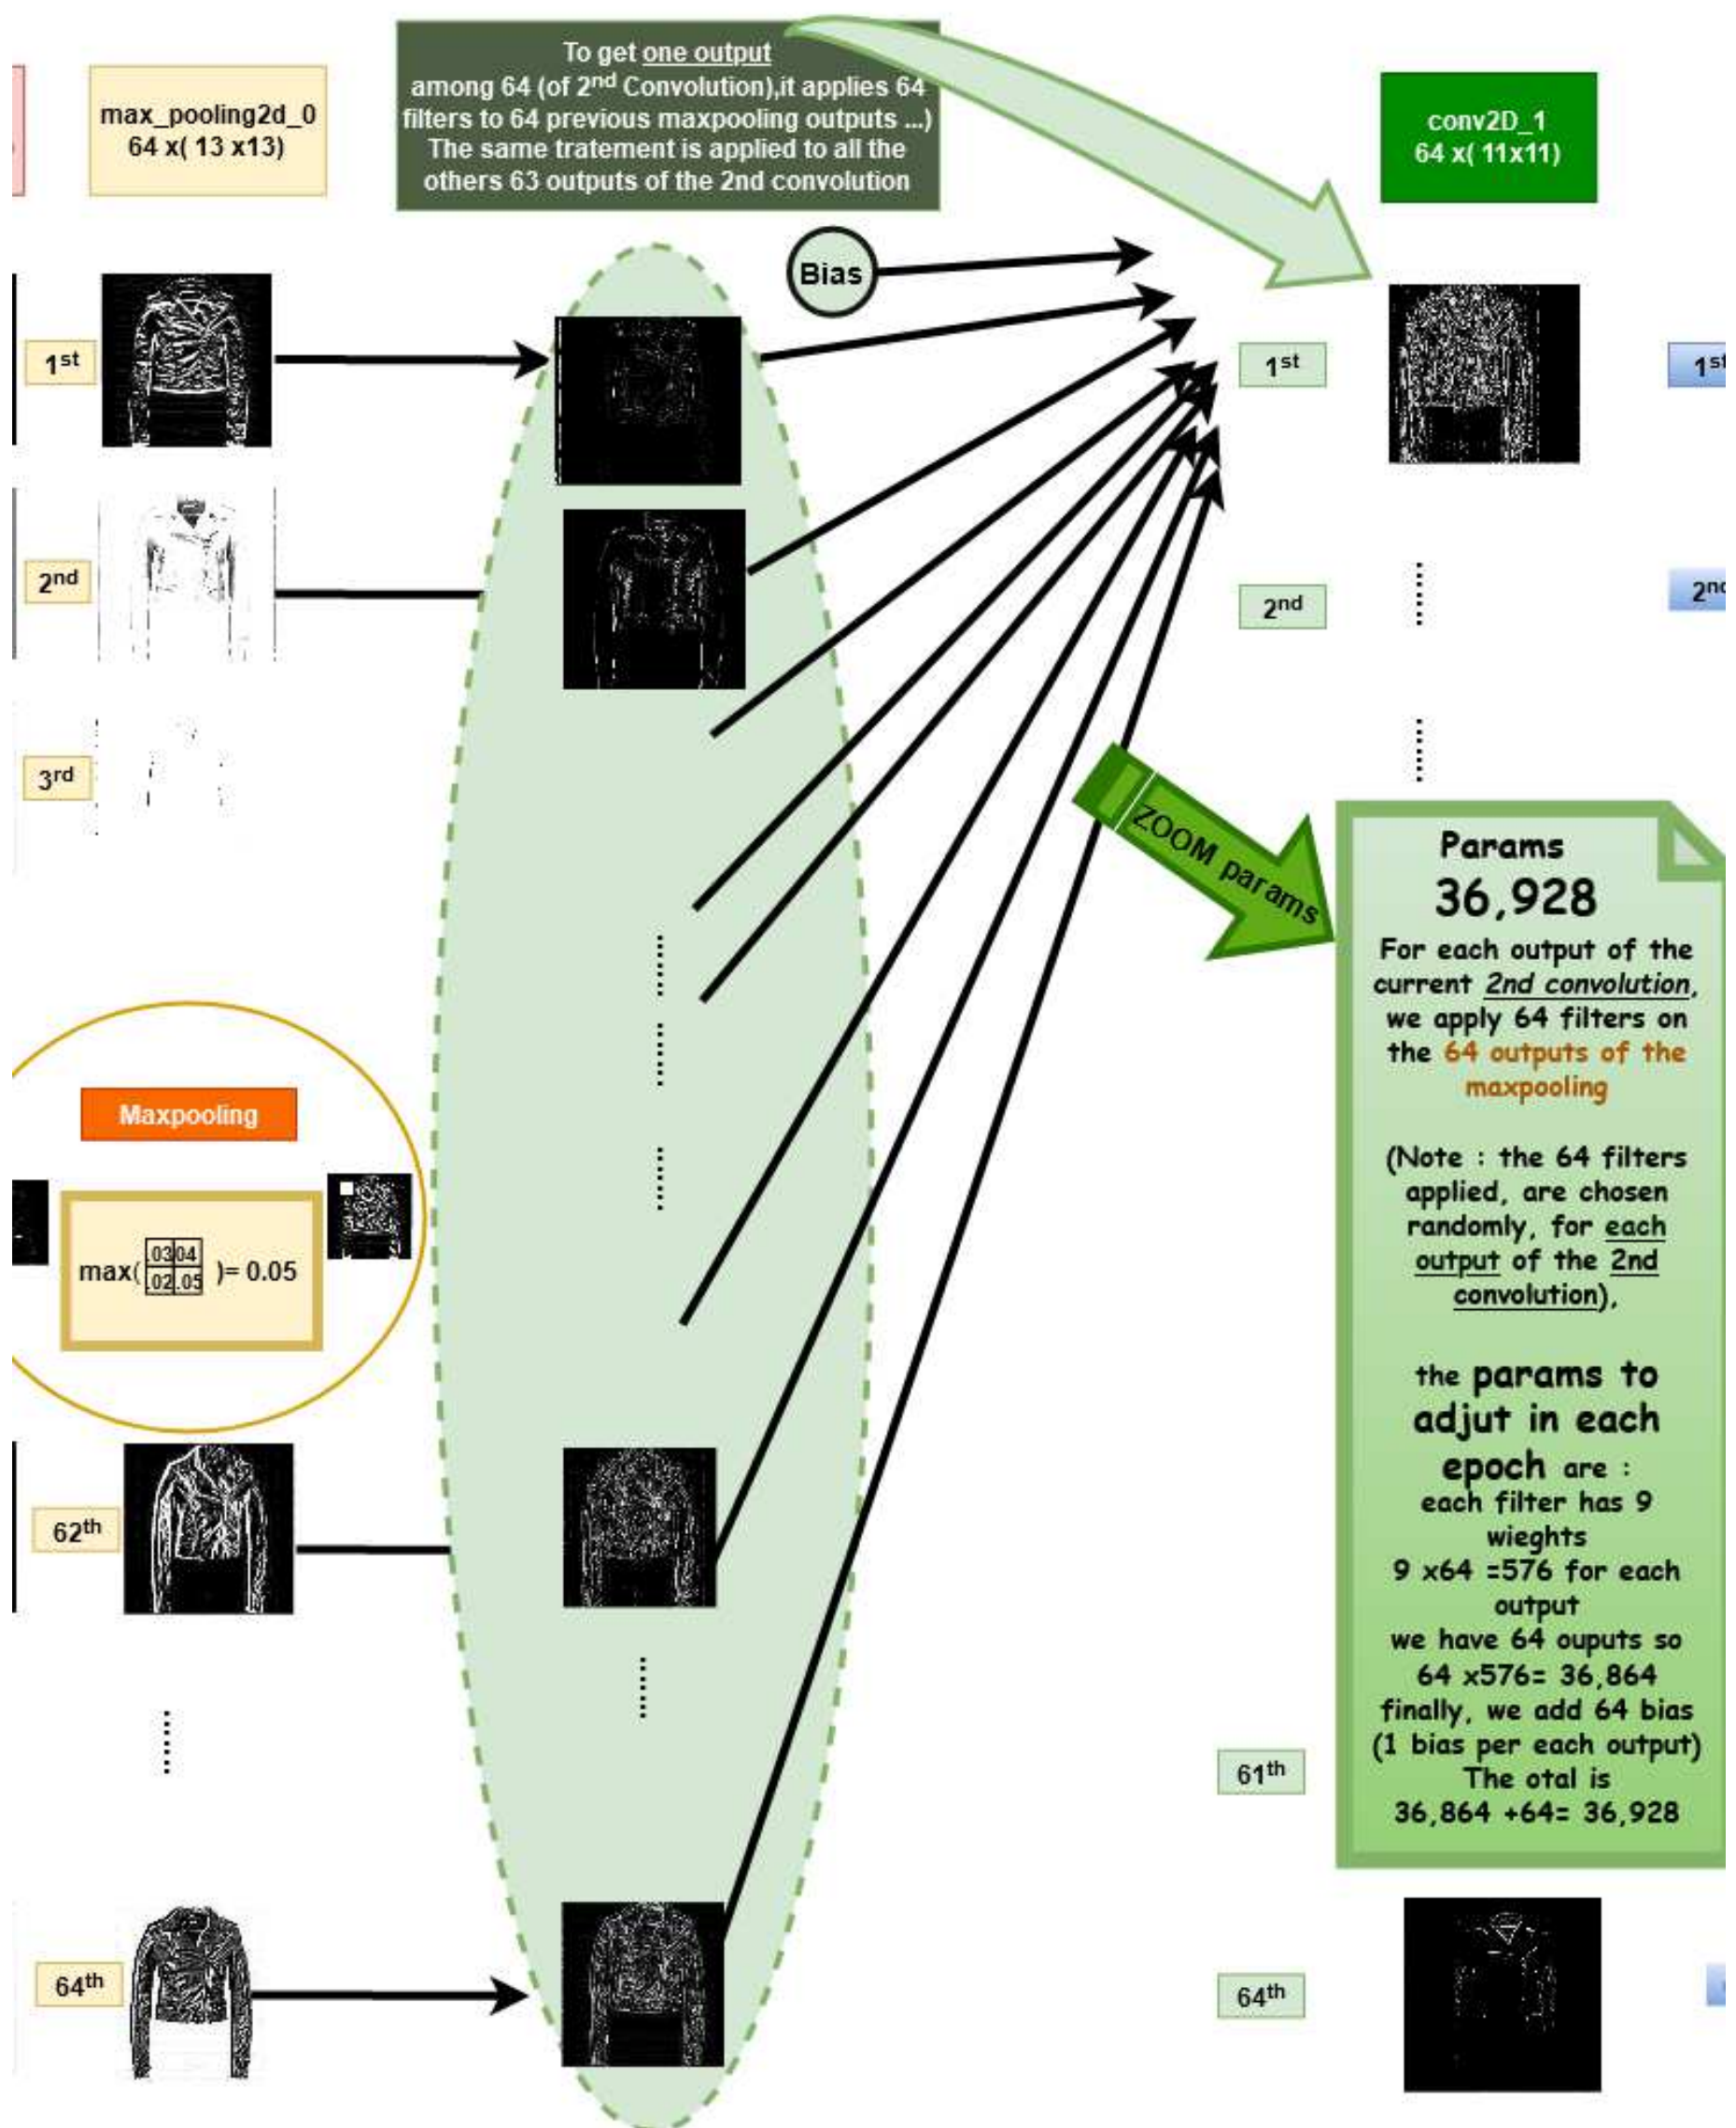 max_pooling2d_0
64 x( 13 x13)
To get one output
among 64 (of 2nd Convolution),it applies 64
filters to 64 previous maxpooling outputs ...)
The same tratement is applied to all the
others 63 outputs of the 2nd convolution
conv2D_1
64 x( 11x11)
Bias
1st
1st
1st
2nd
2nd
2nd
3rd
ZOOM params
Maxpooling
max(
.03 04
.02 .05
)= 0.05
62th
64th
61th
64th
Params
36,928
For each output of the
current 2nd convolution,
we apply 64 filters on
the 64 outputs of the
maxpooling
(Note : the 64 filters
applied, are chosen
randomly, for each
output of the 2nd
convolution),
the params to
adjut in each
epoch are :
each filter has 9
wieghts
9 x64 =576 for each
output
we have 64 ouputs so
64 x576= 36,864
finally, we add 64 bias
(1 bias per each output)
The otal is
36,864 +64= 36,928